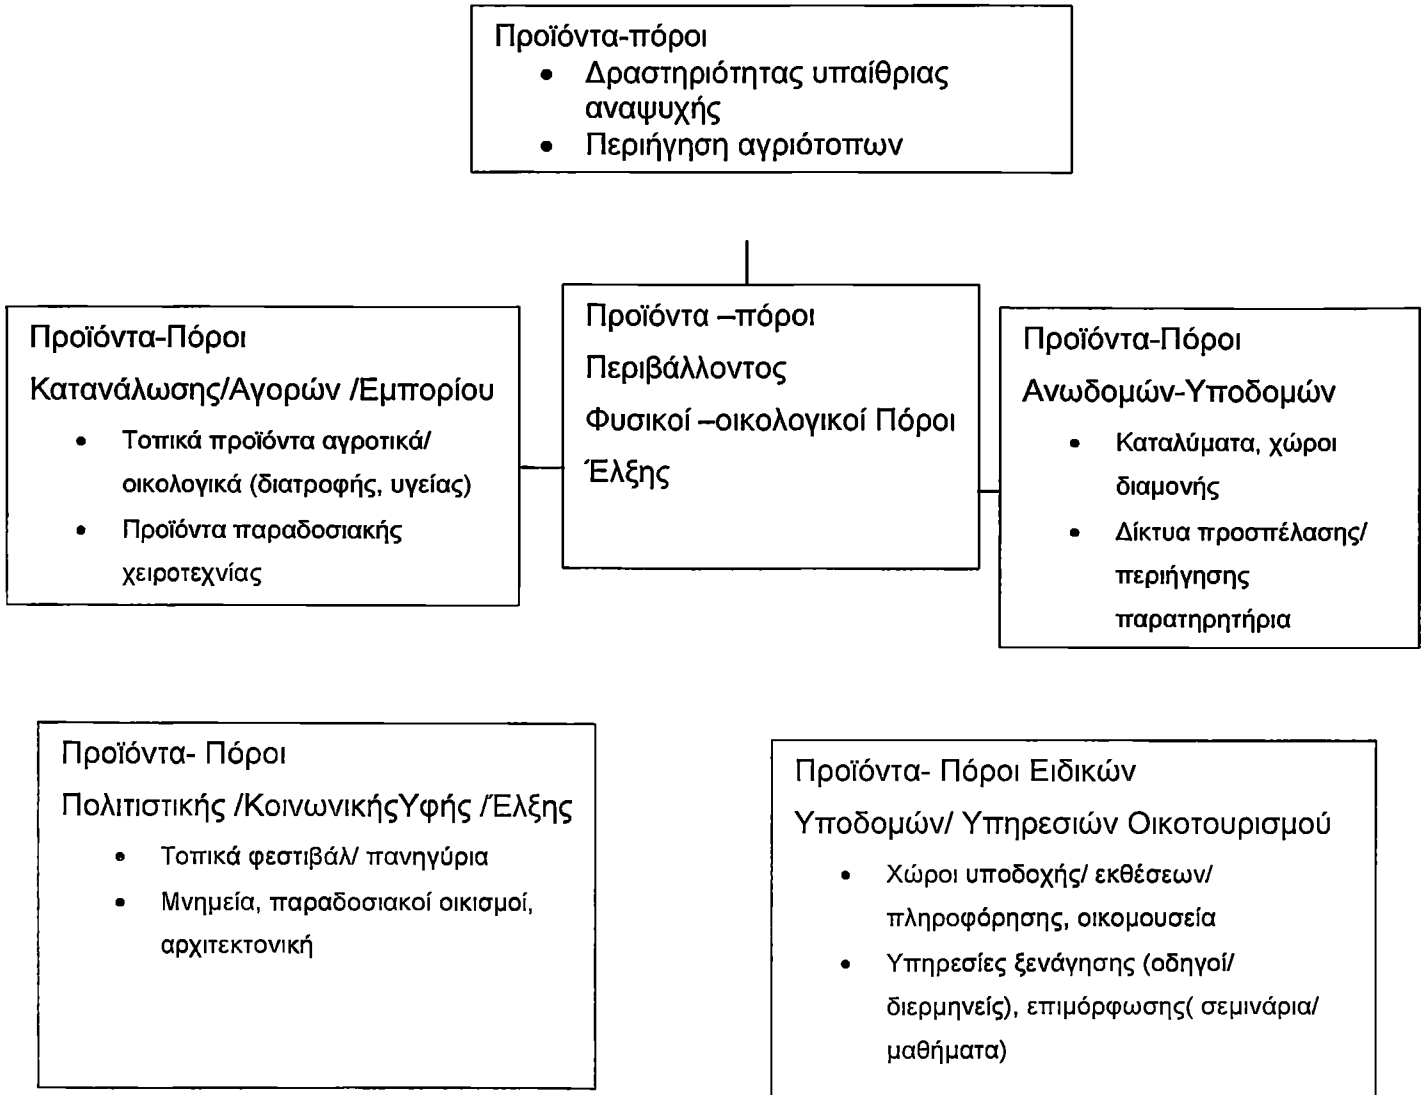 Προϊόντα-πόροι
• Δραστηριότητας υπαίθριας
αναψυχής
• Περιήγηση αγριότοπων
Προϊόντα-Πόροι
Κατανάλωσης/Αγορών /Εμπορίου
• Τοπικά προϊόντα αγροτικά/
οικολογικά (διατροφής, υγείας)
• Προϊόντα παραδοσιακής
χειροτεχνίας
Προϊόντα –πόροι
Περιβάλλοντος
Φυσικοί –οικολογικοί Πόροι
Έλξης
Προϊόντα-Πόροι
Ανωδομών-Υποδομών
• Καταλύματα, χώροι
διαμονής
• Δίκτυα προσπέλασης/
περιήγησης
παρατηρητήρια
Προϊόντα- Πόροι
Πολιτιστικής /ΚοινωνικήςΥφής /Έλξης
• Τοπικά φεστιβάλ/ πανηγύρια
• Μνημεία, παραδοσιακοί οικισμοί,
αρχιτεκτονική
Προϊόντα- Πόροι Ειδικών
Υποδομών/ Υπηρεσιών Οικοτουρισμού
• Χώροι υποδοχής/ εκθέσεων/
πληροφόρησης, οικομουσεία
• Υπηρεσίες ξενάγησης (οδηγοί/
διερμηνείς), επιμόρφωσης( σεμινάρια/
μαθήματα)